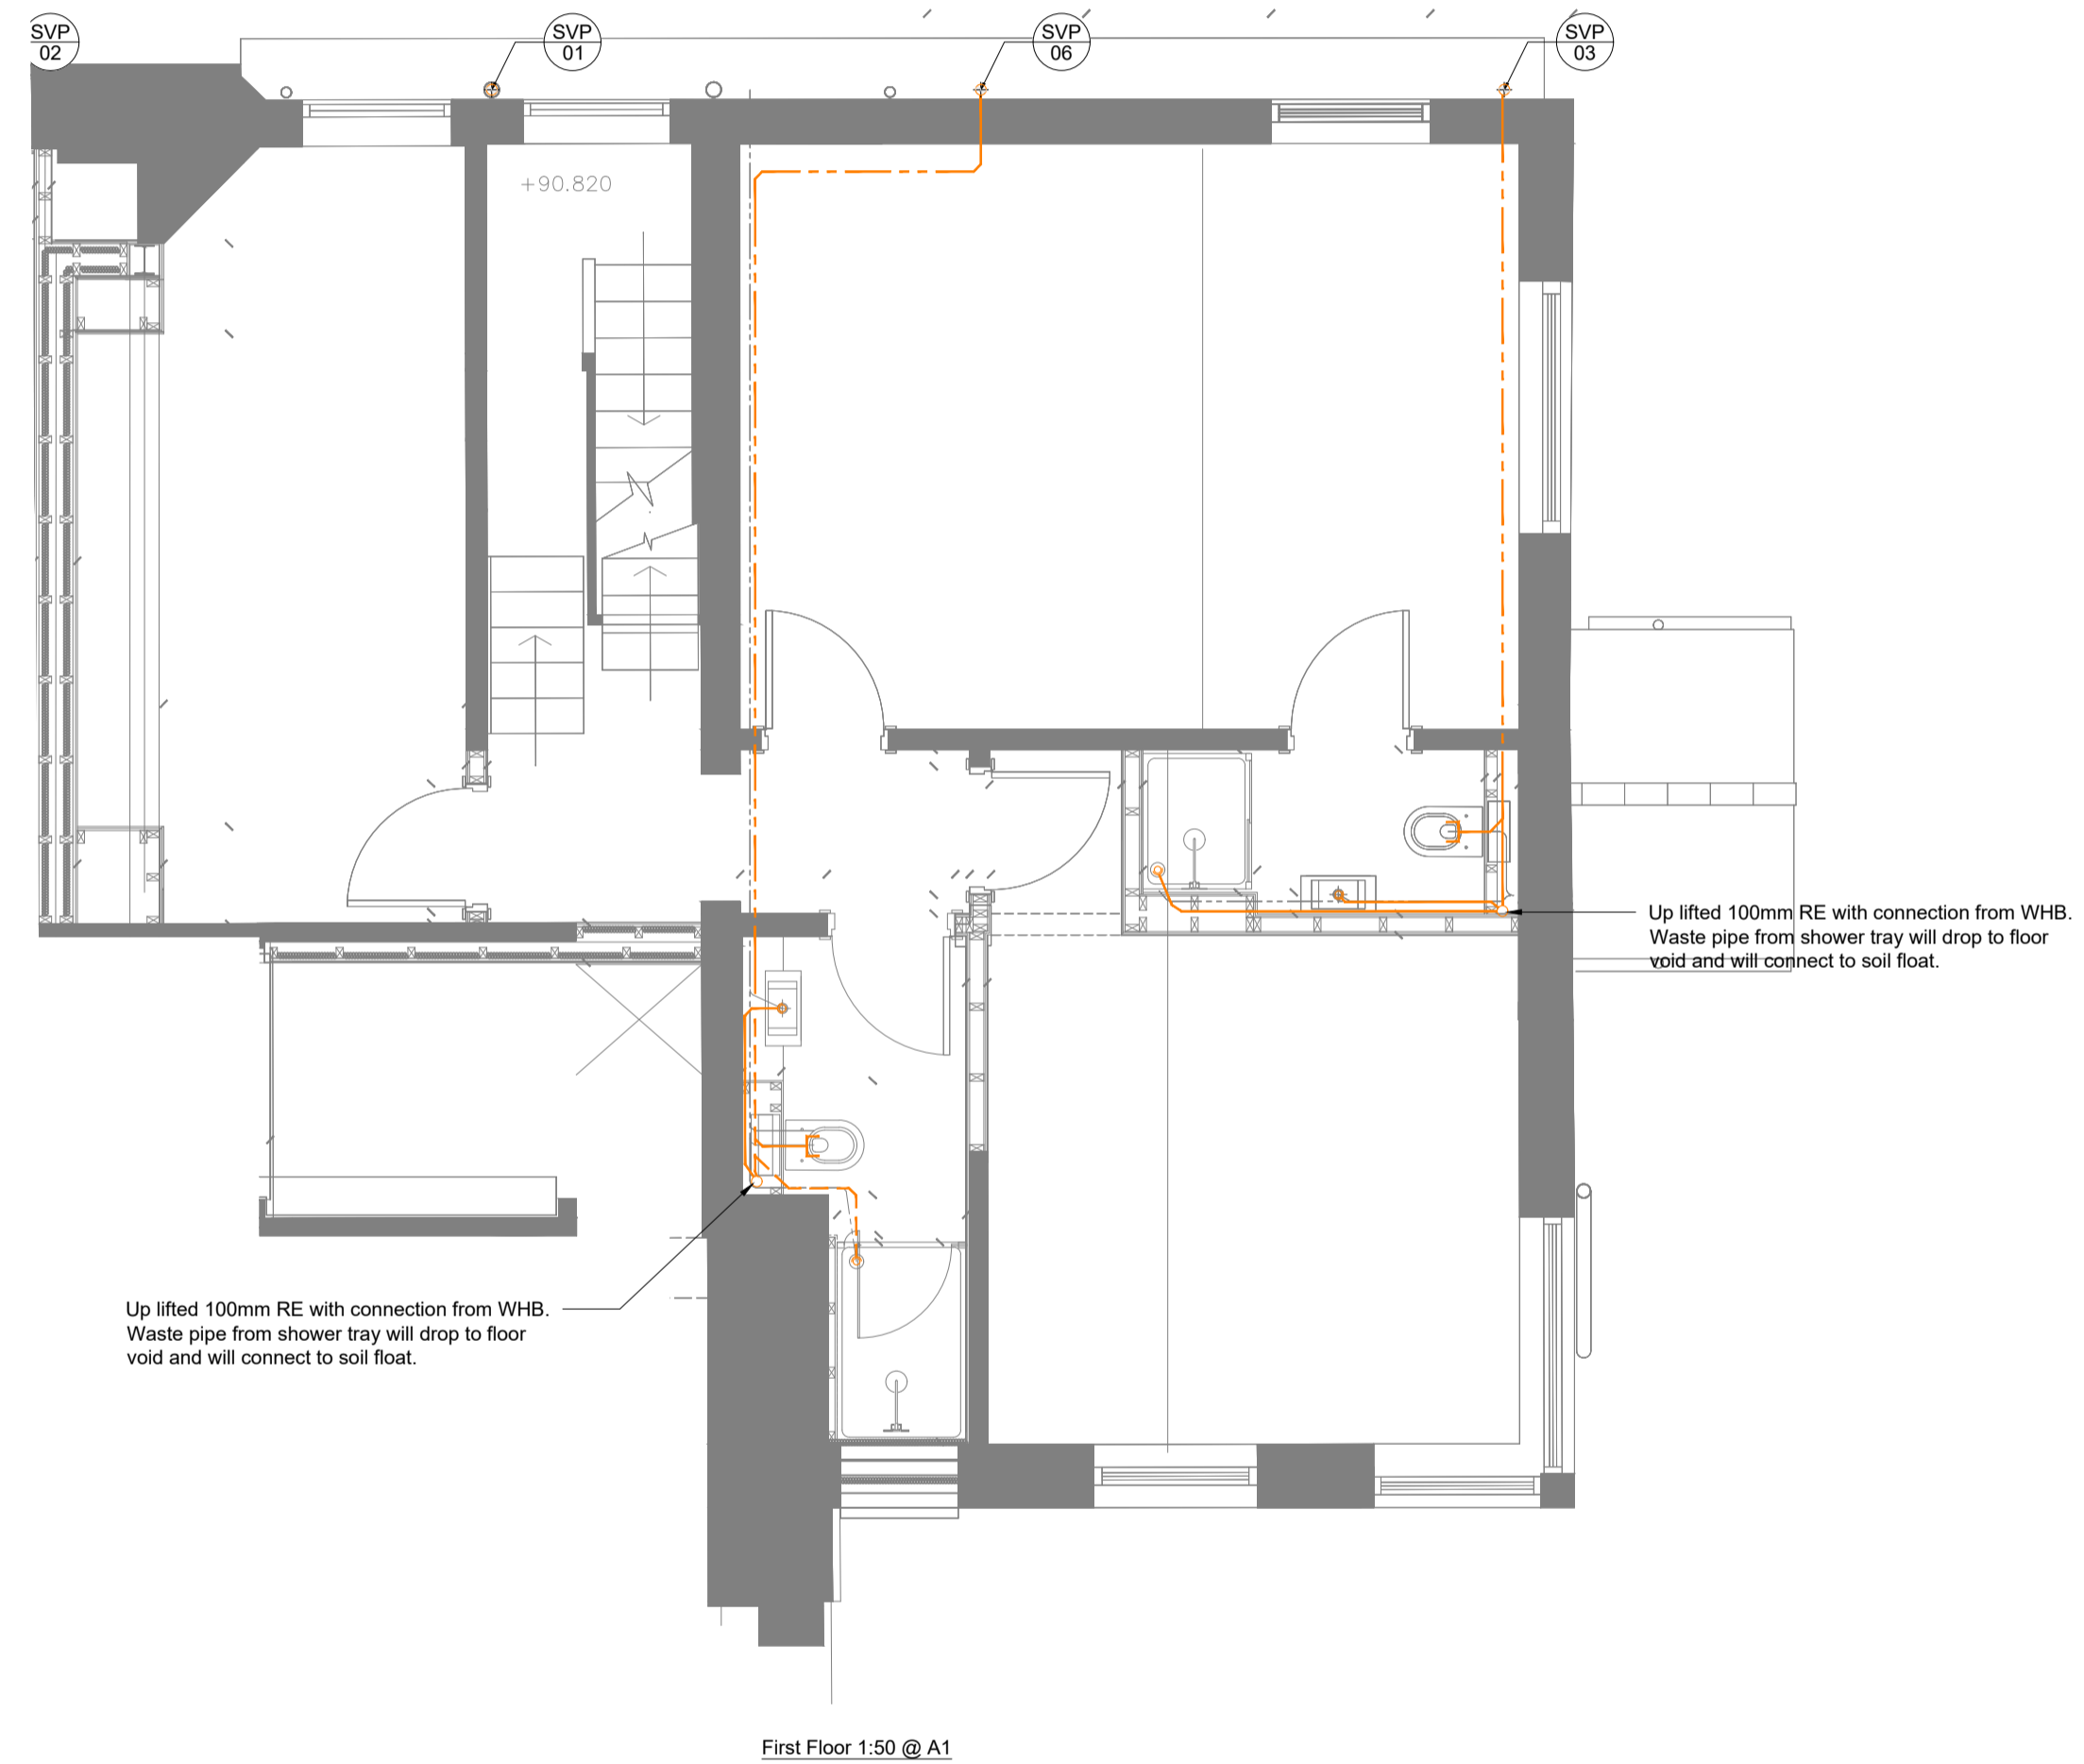 SVP
02
SVP
01
SVP
06
SVP
03
+90.820
Up lifted 100mm RE with connection from WHB.
Waste pipe from shower tray will drop to floor
void and will connect to soil float.
Up lifted 100mm RE with connection from WHB.
Waste pipe from shower tray will drop to floor
void and will connect to soil float.
First Floor 1:50 @ A1